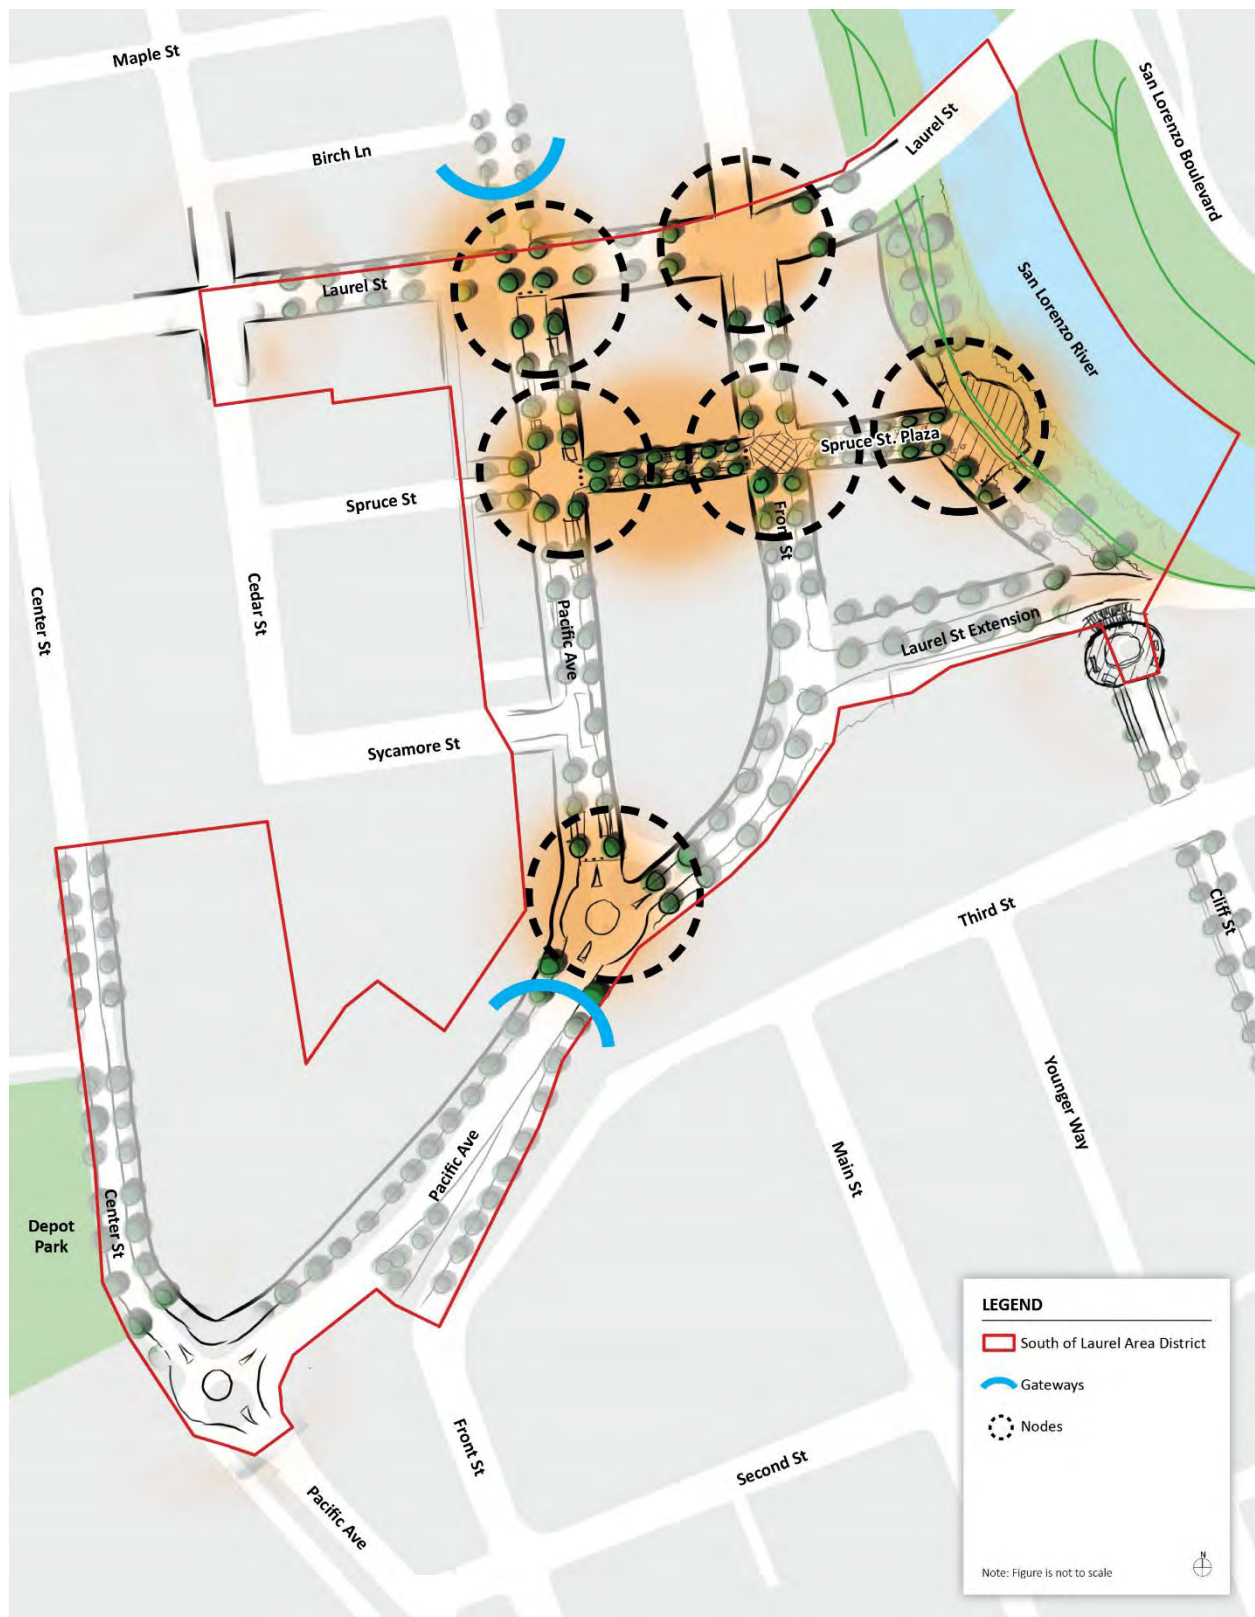 Maple St
Birch Ln
Laurel St
San Lorenzo Boulevard
Laurel St
San Lorenzo River
Spruce St. Plaza
Spruce St
Front St
Center St
Cedar St
Pacific Ave
Laurel St Extension
Sycamore St
Third St
Cliff St
Pacific Ave
Main St
Younger Way
Depot
Park
Center St
Front St
Second St
Pacific Ave
LEGEND
South of Laurel Area District
Gateways
Nodes
Note: Figure is not to scale
N